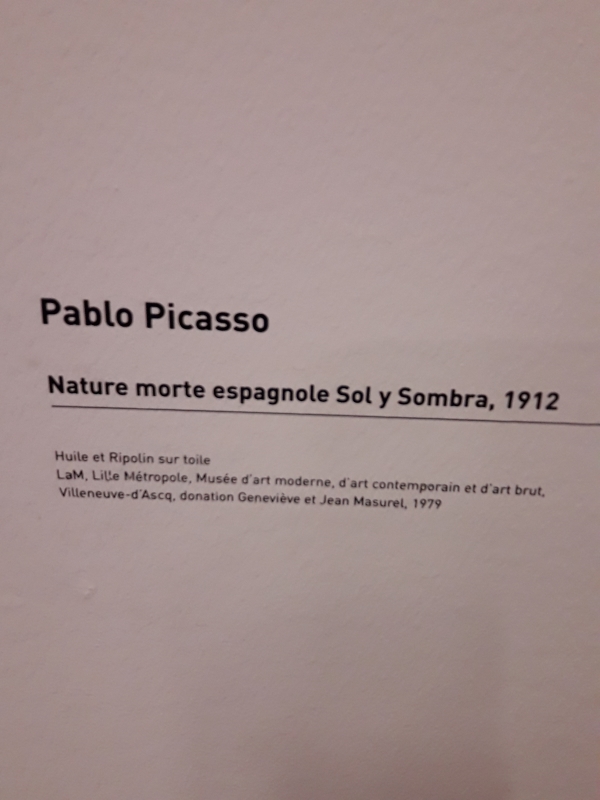 Pablo Picasso
Nature morte espagnole Sol y Sombra, 1912
Huile et Ripolin sur toile
LaM, Lille Métropole, Musée d'art moderne, d'art contemporain et d'art brut,
Villeneuve-d'Ascq, donation Geneviève et Jean Masurel, 1979